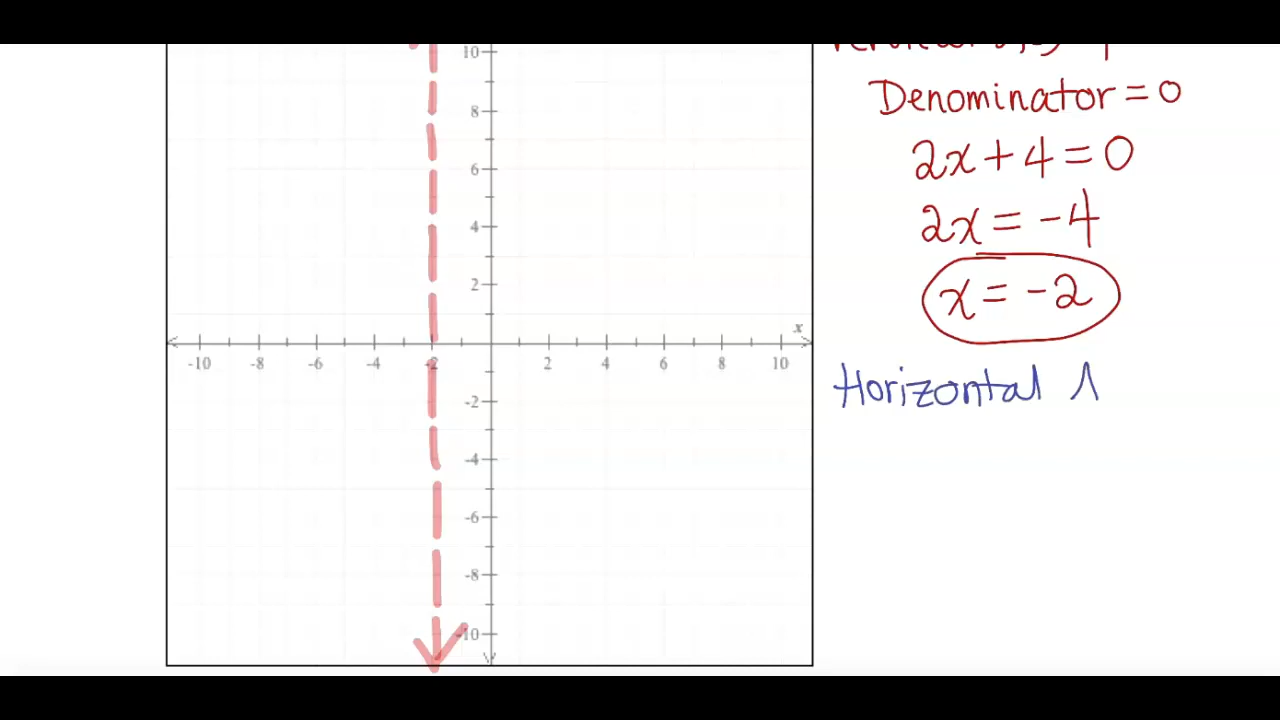 10
8
6
4
2
x
-10 -8 -6 -4 -2 2 4 6 8 10
-2
-4
-6
-8
-10
Denominator = 0
2x + 4 = 0
2x = -4
x = -2
Horizontal